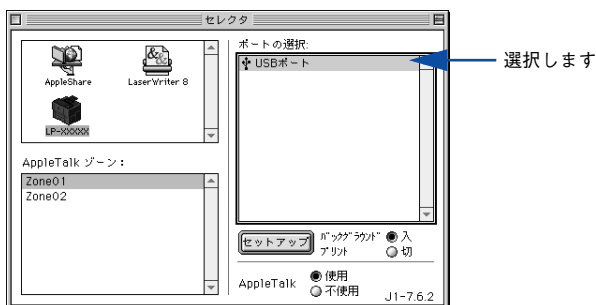 セレクタ
AppleShare
LaserWriter 8
LP-XXXXX
AppleTalk ゾーン：
Zone01
Zone02
ポートの選択:
USBポート
選択します
セットアップ
ﾊﾞｯｸｸﾞﾗｳﾝﾄﾞ
プリント
入
切
AppleTalk
使用
不使用
J1-7.6.2